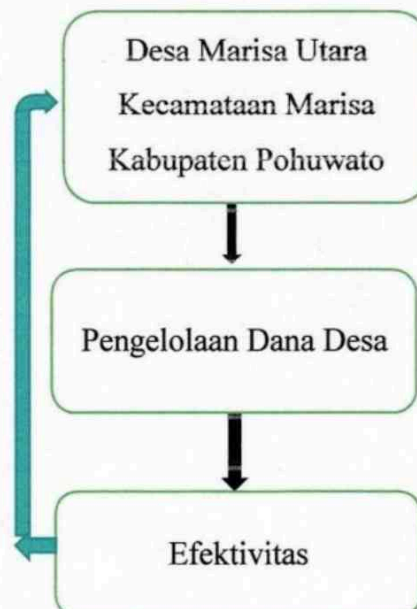 Desa Marisa Utara
Kecamataan Marisa
Kabupaten Pohuwato
Pengelolaan Dana Desa
Efektivitas